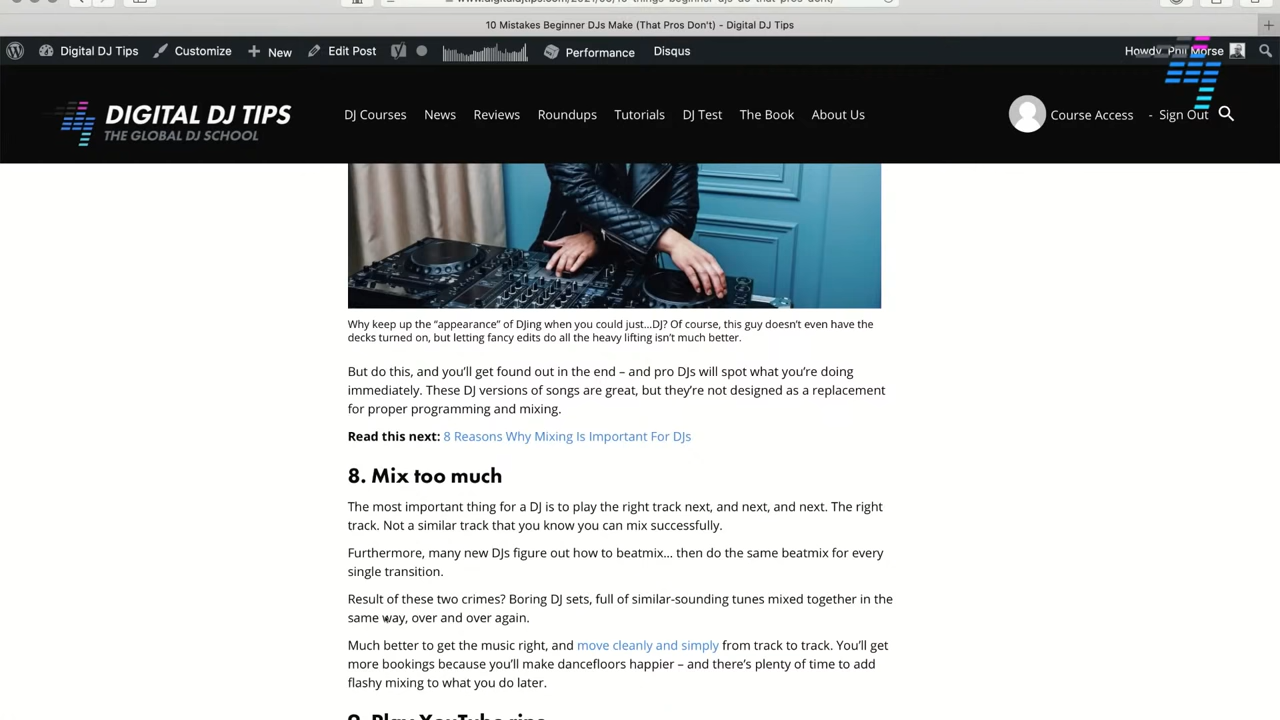 10 Mistakes Beginner DJs Make (That Pros Don't) - Digital DJ Tips
Digital DJ Tips Customize New Edit Post Performance Disqus Howdy, Phil Morse
DIGITAL DJ TIPS
THE GLOBAL DJ SCHOOL
DJ Courses News Reviews Roundups Tutorials DJ Test The Book About Us
Course Access - Sign Out
Why keep up the “appearance” of DJing when you could just...DJ? Of course, this guy doesn’t even have the
decks turned on, but letting fancy edits do all the heavy lifting isn’t much better.
But do this, and you’ll get found out in the end – and pro DJs will spot what you’re doing
immediately. These DJ versions of songs are great, but they’re not designed as a replacement
for proper programming and mixing.
Read this next: 8 Reasons Why Mixing Is Important For DJs
8. Mix too much
The most important thing for a DJ is to play the right track next, and next, and next. The right
track. Not a similar track that you know you can mix successfully.
Furthermore, many new DJs figure out how to beatmix... then do the same beatmix for every
single transition.
Result of these two crimes? Boring DJ sets, full of similar-sounding tunes mixed together in the
same way, over and over again.
Much better to get the music right, and move cleanly and simply from track to track. You’ll get
more bookings because you’ll make dancefloors happier – and there’s plenty of time to add
flashy mixing to what you do later.
9. Play YouTube rips